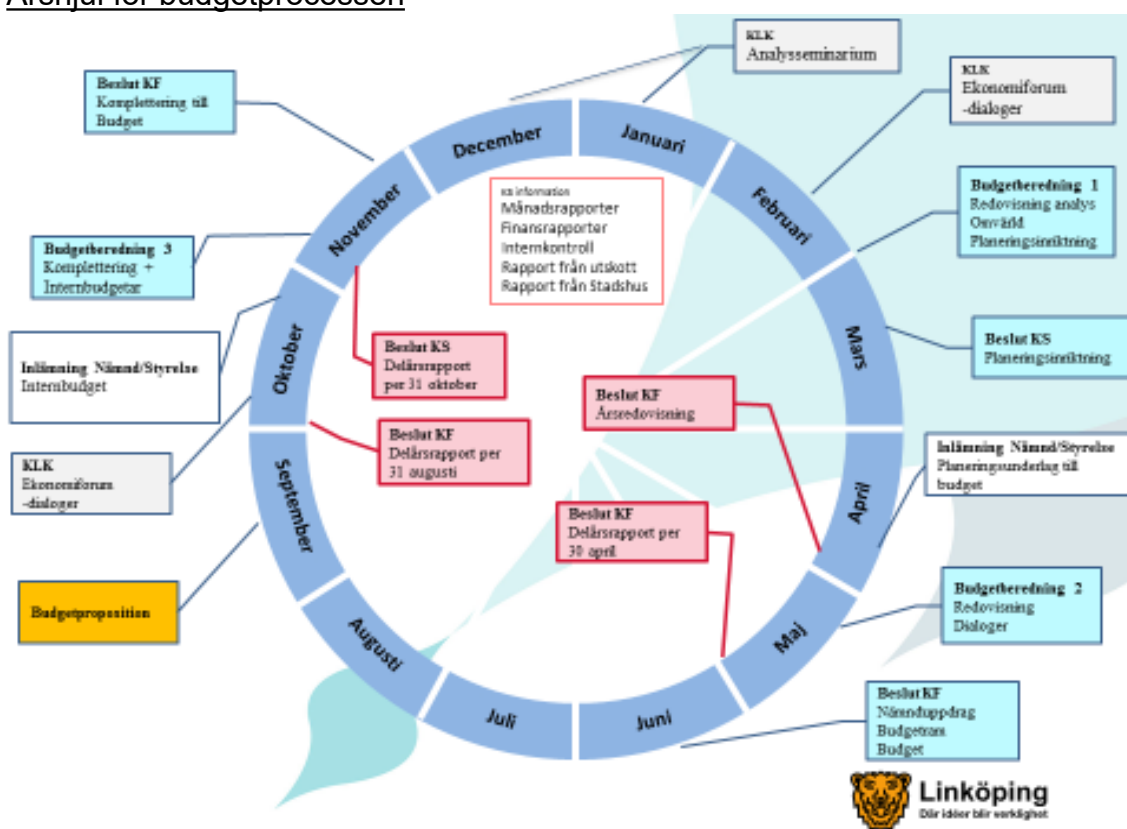 Årshjul för budgetprocessen
KLK
Analysseminarium
KLK
Ekonomiforum
-dialoger
Budgetberedning 1
Redovisning analys
Omvärld
Planeringsinriktning
Beslut KS
Planeringsinriktning
Inlämning Nämnd/Styrelse
Planeringsunderlag till
budget
Budgetberedning 2
Redovisning
Dialoger
Beslut KF
Nämnduppdrag
Budgetram
Budget
Budgetproposition
KLK
Ekonomiforum
-dialoger
Inlämning Nämnd/Styrelse
Internbudget
Budgetberedning 3
Komplettering +
Internbudgetar
Beslut KF
Komplettering till
Budget
Januari
Februari
Mars
April
Maj
Juni
Juli
Augusti
September
Oktober
November
December
KS information
Månadsrapporter
Finansrapporter
Internkontroll
Rapport från utskott
Rapport från Stadshus
Beslut KS
Delårsrapport
per 31 oktober
Beslut KF
Delårsrapport per
31 augusti
Beslut KF
Årsredovisning
Beslut KF
Delårsrapport per
30 april
Linköping
Där idéer blir verklighet